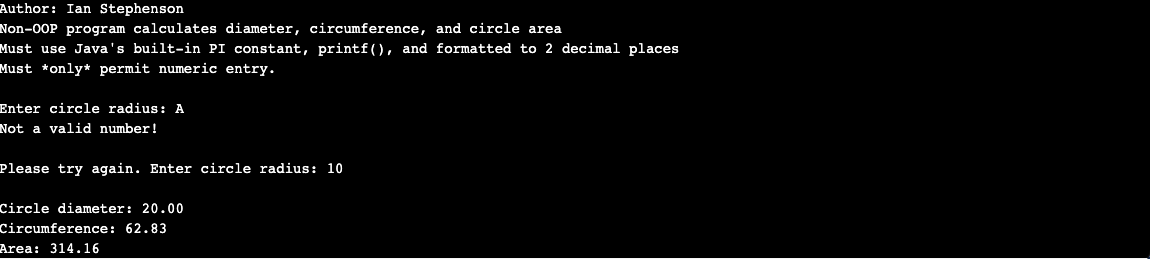 Author: Ian Stephenson
Non-OOP program calculates diameter, circumference, and circle area
Must use Java's built-in PI constant, printf(), and formatted to 2 decimal places
Must *only* permit numeric entry.
Enter circle radius: A
Not a valid number!
Please try again. Enter circle radius: 10
Circle diameter: 20.00
Circumference: 62.83
Area: 314.16